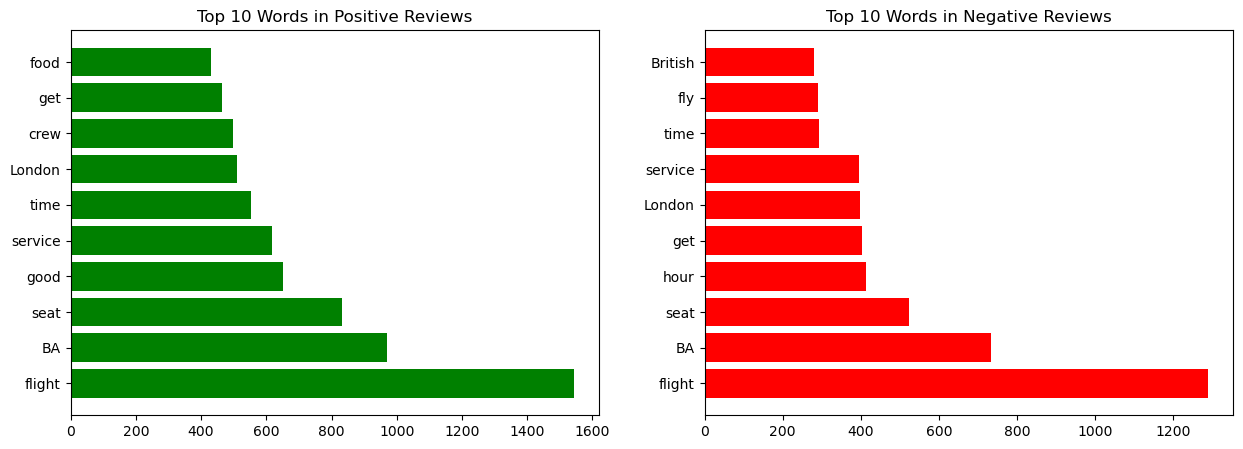 Top 10 Words in Positive Reviews
food
get
crew
London
time
service
good
seat
BA
flight
0 200 400 600 800 1000 1200 1400 1600
Top 10 Words in Negative Reviews
British
fly
time
service
London
get
hour
seat
BA
flight
0 200 400 600 800 1000 1200